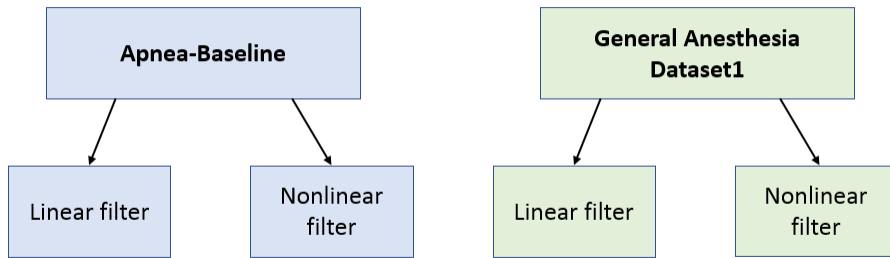 Apnea-Baseline
General Anesthesia
Dataset1
Linear filter
Nonlinear
filter
Linear filter
Nonlinear
filter